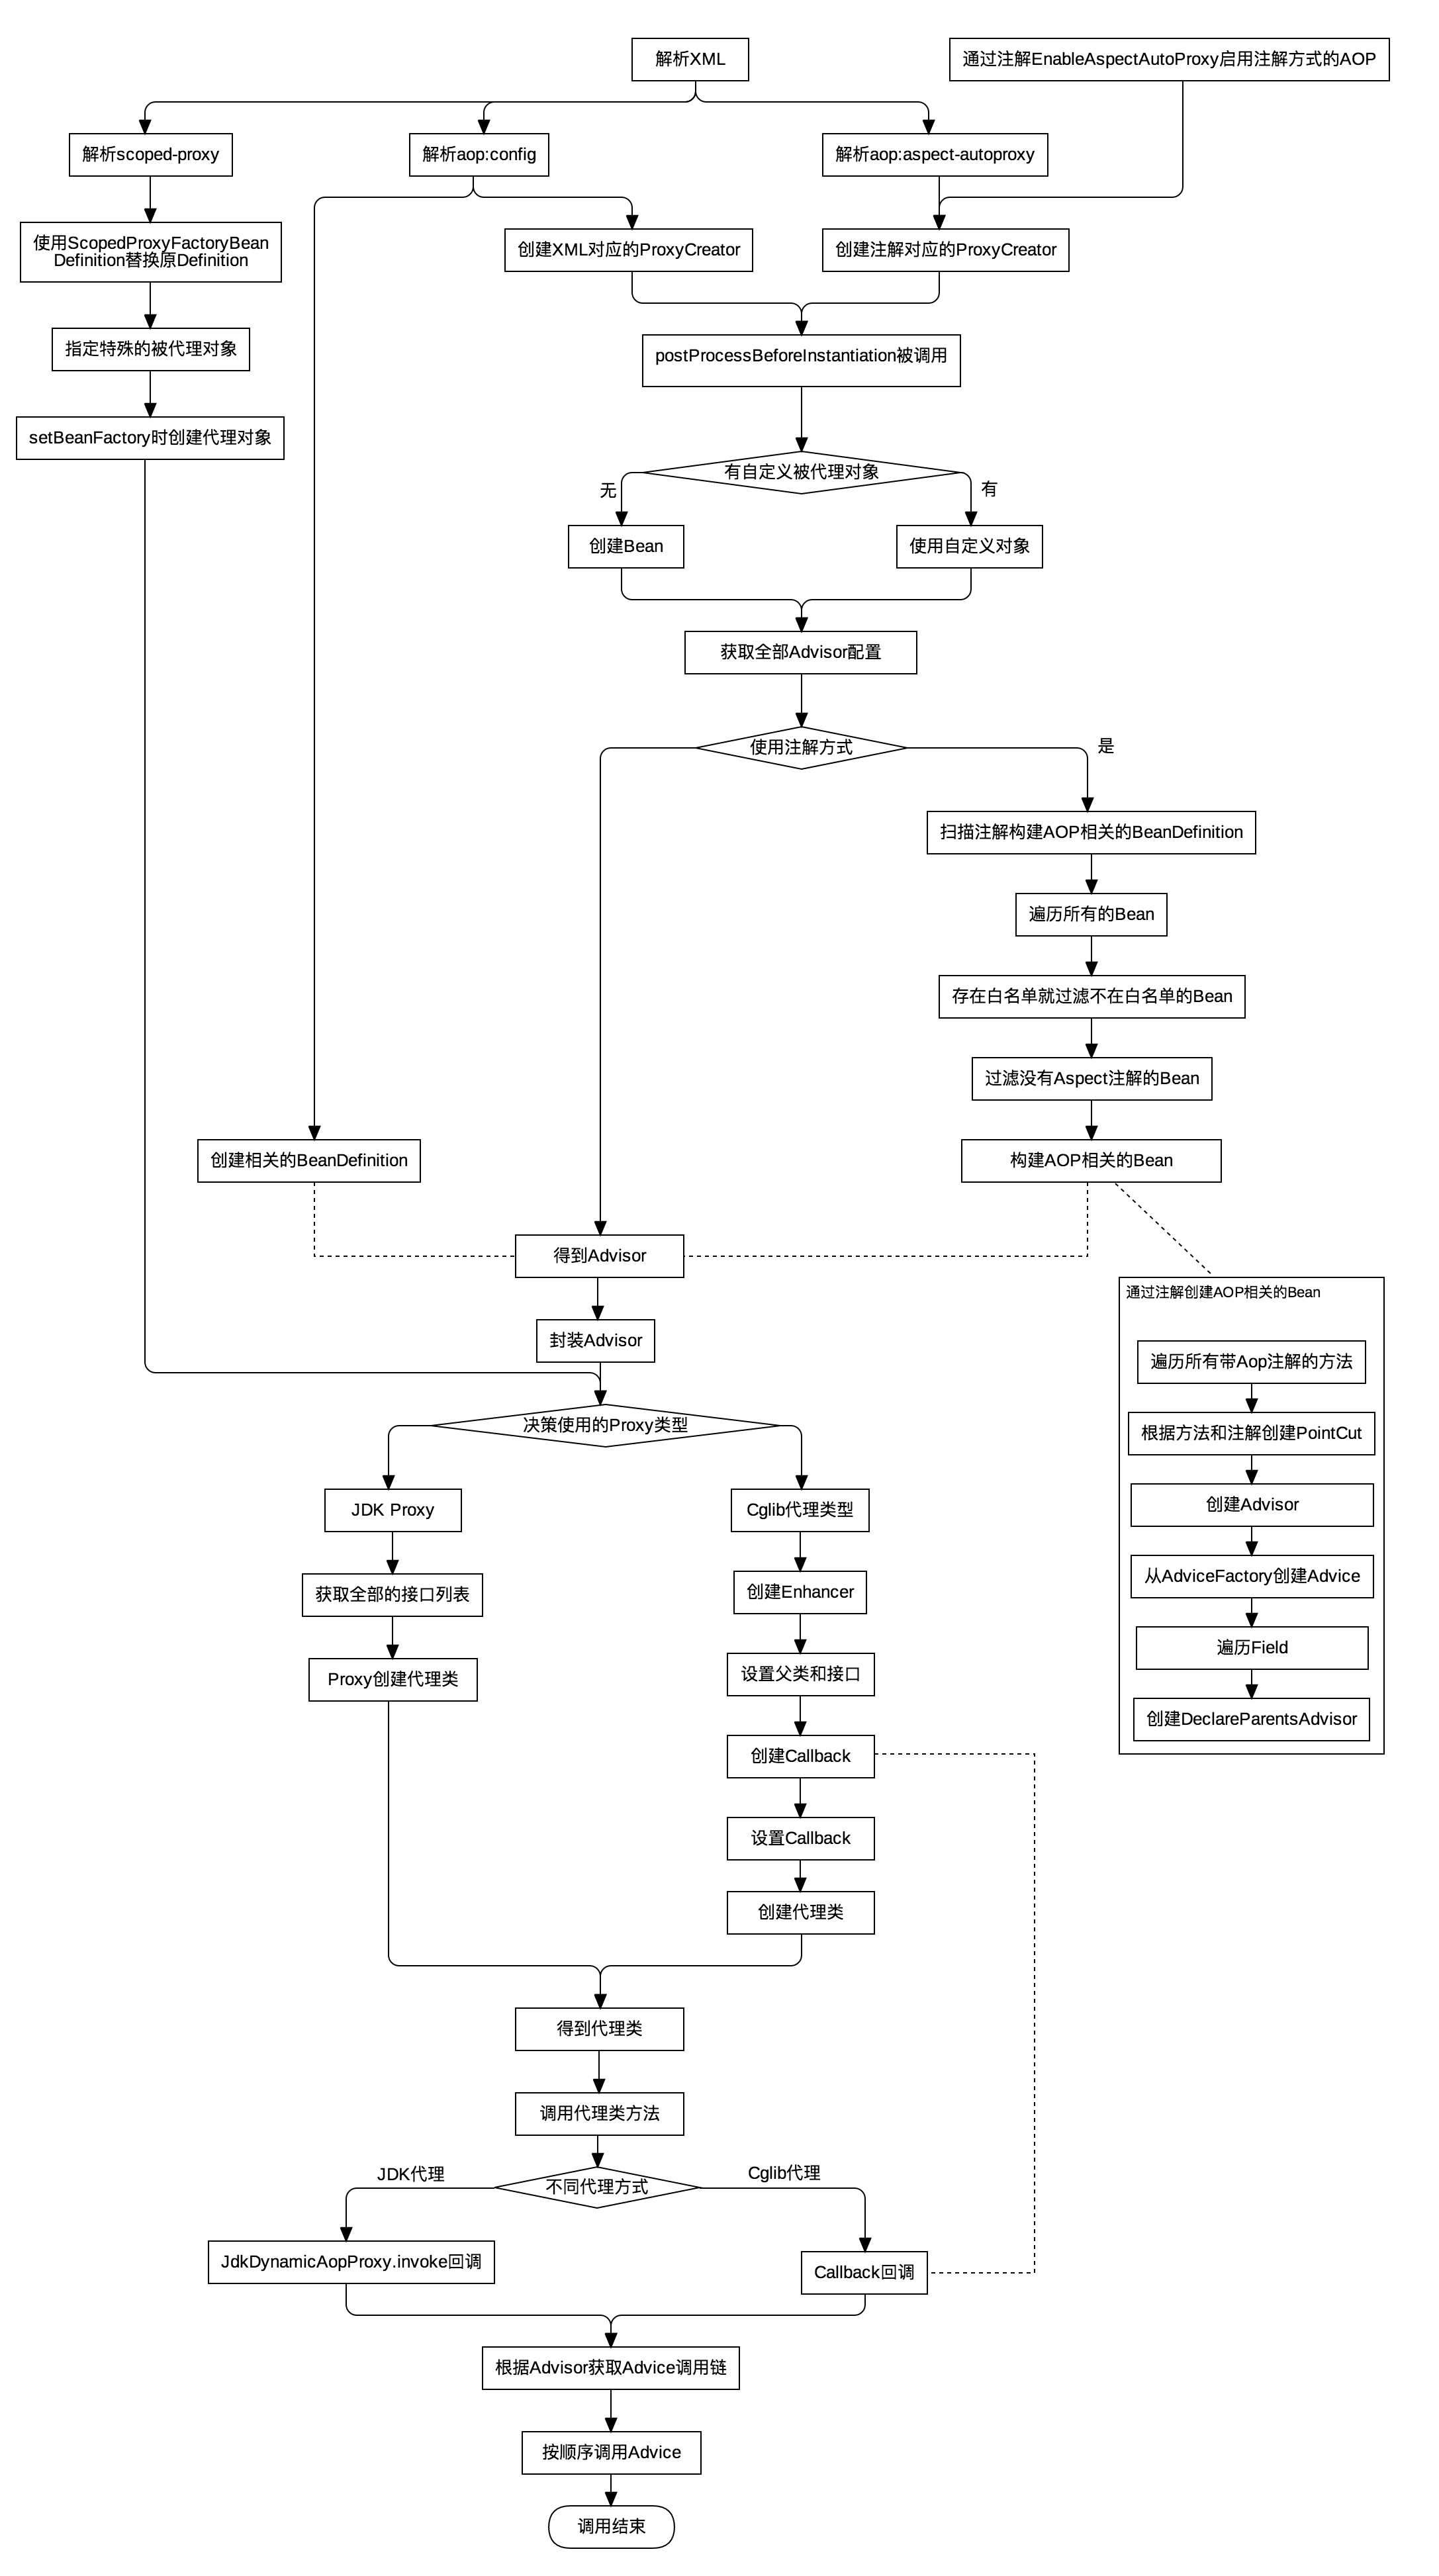 解析XML
通过注解EnableAspectAutoProxy启用注解方式的AOP
解析scoped-proxy
解析aop:config
解析aop:aspect-autoproxy
使用ScopedProxyFactoryBean
Definition替换原Definition
创建XML对应的ProxyCreator
创建注解对应的ProxyCreator
指定特殊的被代理对象
postProcessBeforeInstantiation被调用
setBeanFactory时创建代理对象
有自定义被代理对象
无
有
创建Bean
使用自定义对象
获取全部Advisor配置
使用注解方式
是
扫描注解构建AOP相关的BeanDefinition
遍历所有的Bean
存在白名单就过滤不在白名单的Bean
过滤没有Aspect注解的Bean
创建相关的BeanDefinition
构建AOP相关的Bean
得到Advisor
通过注解创建AOP相关的Bean
封装Advisor
遍历所有带Aop注解的方法
决策使用的Proxy类型
根据方法和注解创建PointCut
JDK Proxy
Cglib代理类型
创建Advisor
从AdviceFactory创建Advice
获取全部的接口列表
创建Enhancer
遍历Field
Proxy创建代理类
设置父类和接口
创建DeclareParentsAdvisor
创建Callback
设置Callback
创建代理类
得到代理类
调用代理类方法
JDK代理
Cglib代理
不同代理方式
JdkDynamicAopProxy.invoke回调
Callback回调
根据Advisor获取Advice调用链
按顺序调用Advice
调用结束